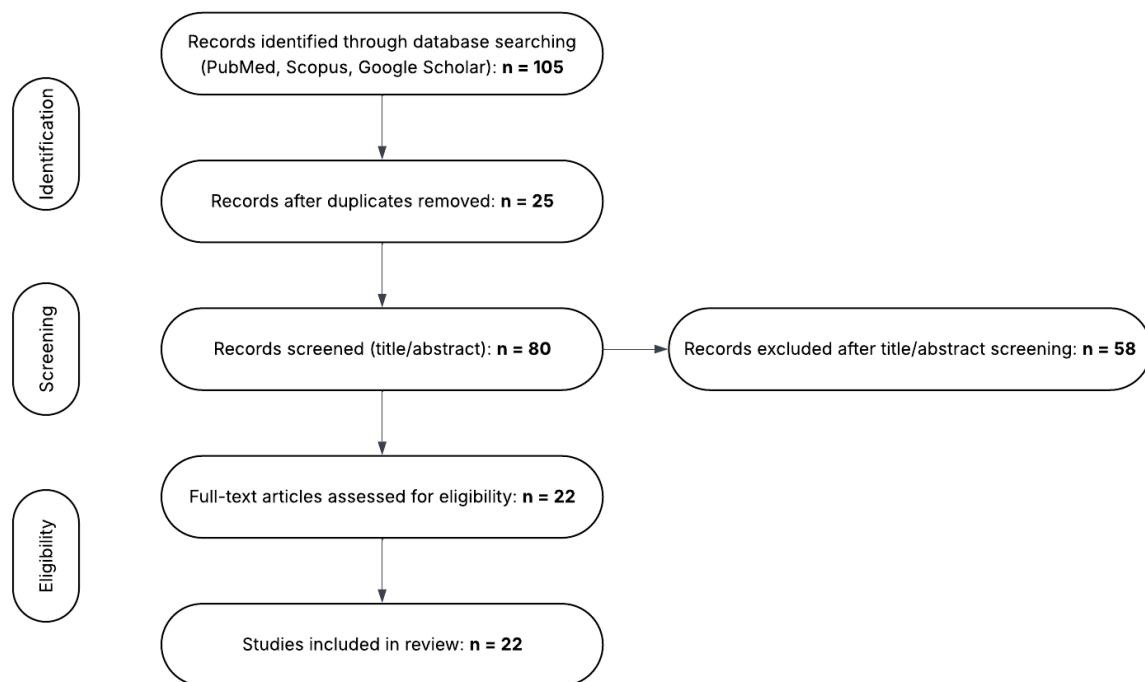 Records identified through database searching
(PubMed, Scopus, Google Scholar): n = 105
Identification
Records after duplicates removed: n = 25
Screening
Records screened (title/abstract): n = 80
Records excluded after title/abstract screening: n = 58
Full-text articles assessed for eligibility: n = 22
Eligibility
Studies included in review: n = 22